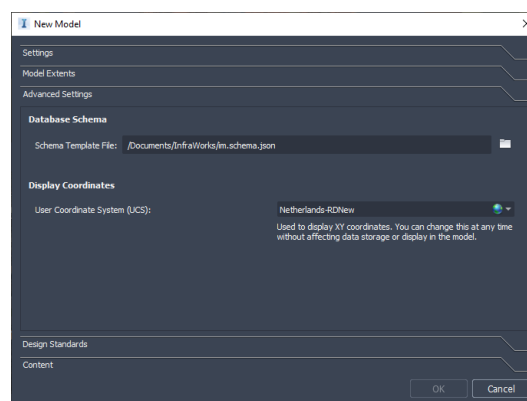 New Model
Settings
Model Extents
Advanced Settings
Database Schema
Schema Template File: /Documents/InfraWorks/im.schema.json
Display Coordinates
User Coordinate System (UCS): Netherlands-RDNew
Used to display XY coordinates. You can change this at any time
without affecting data storage or display in the model.
Design Standards
Content
OK Cancel